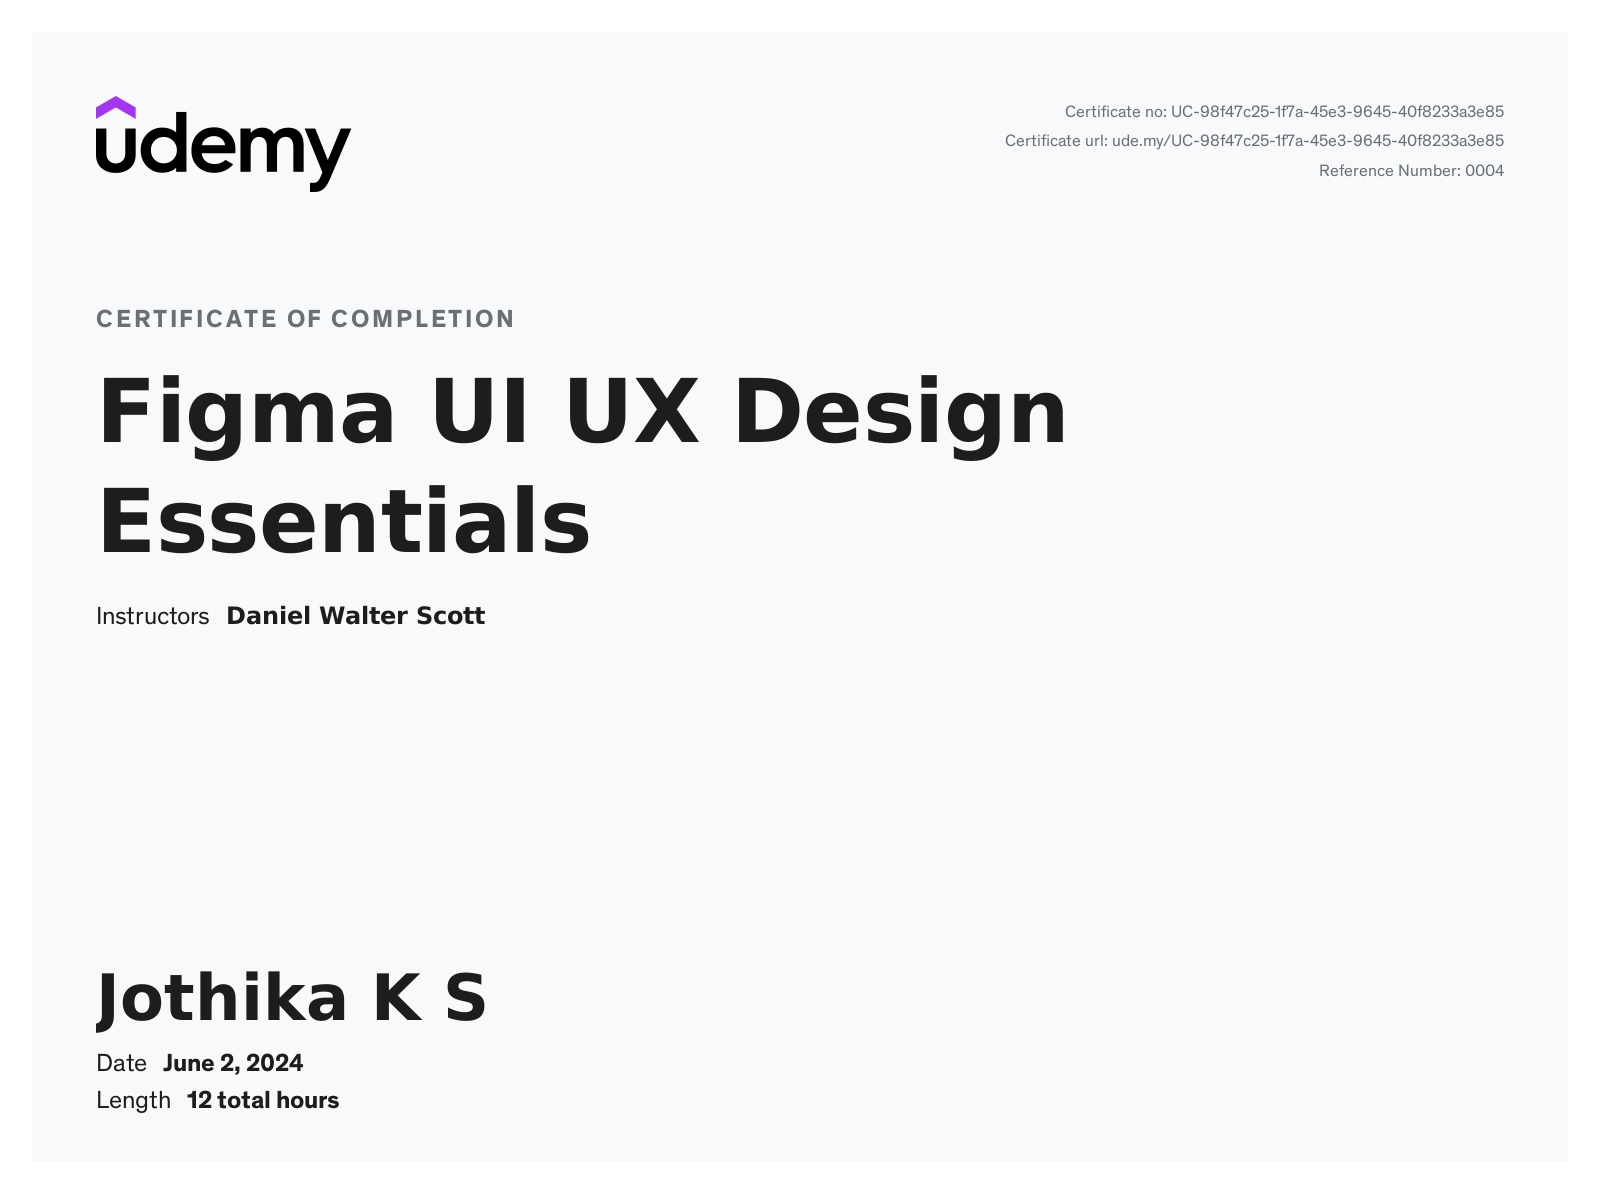 udemy
Certificate no: UC-98f47c25-1f7a-45e3-9645-40f8233a3e85
Certificate url: ude.my/UC-98f47c25-1f7a-45e3-9645-40f8233a3e85
Reference Number: 0004
CERTIFICATE OF COMPLETION
Figma UI UX Design
Essentials
Instructors Daniel Walter Scott
Jothika K S
Date June 2, 2024
Length 12 total hours